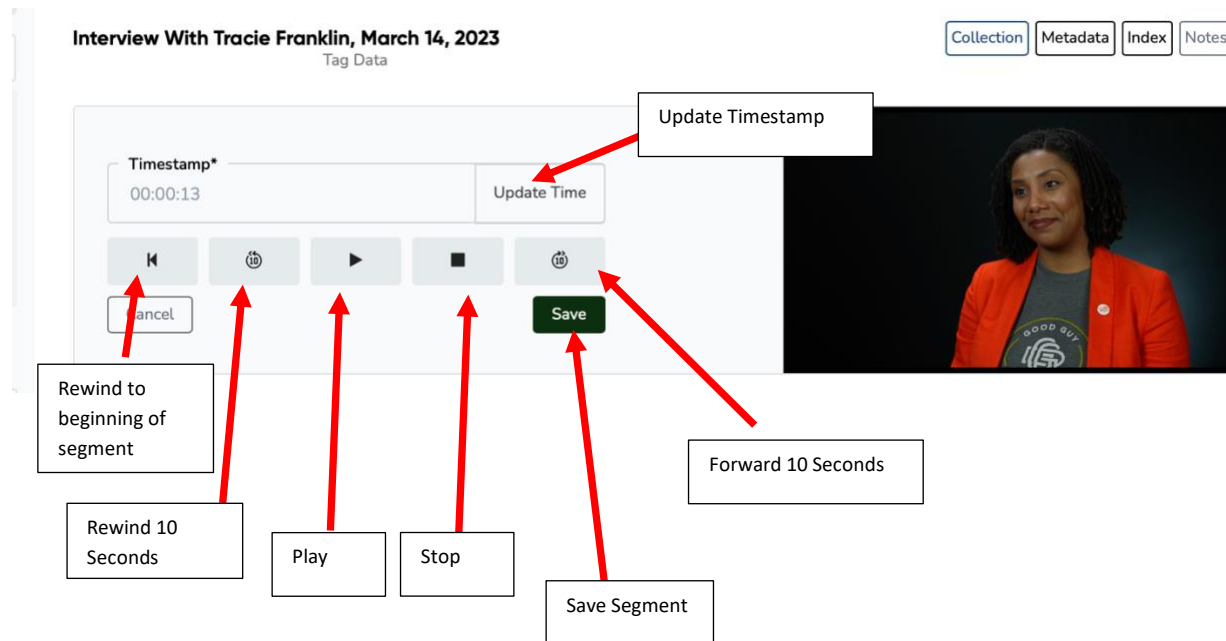 Interview With Tracie Franklin, March 14, 2023
Tag Data
Collection Metadata Index Notes
Update Timestamp
Timestamp*
00:00:13
Update Time
10
10
Cancel
Save
GOOD GUY
Rewind to
beginning of
segment
Forward 10 Seconds
Rewind 10
Seconds
Play
Stop
Save Segment